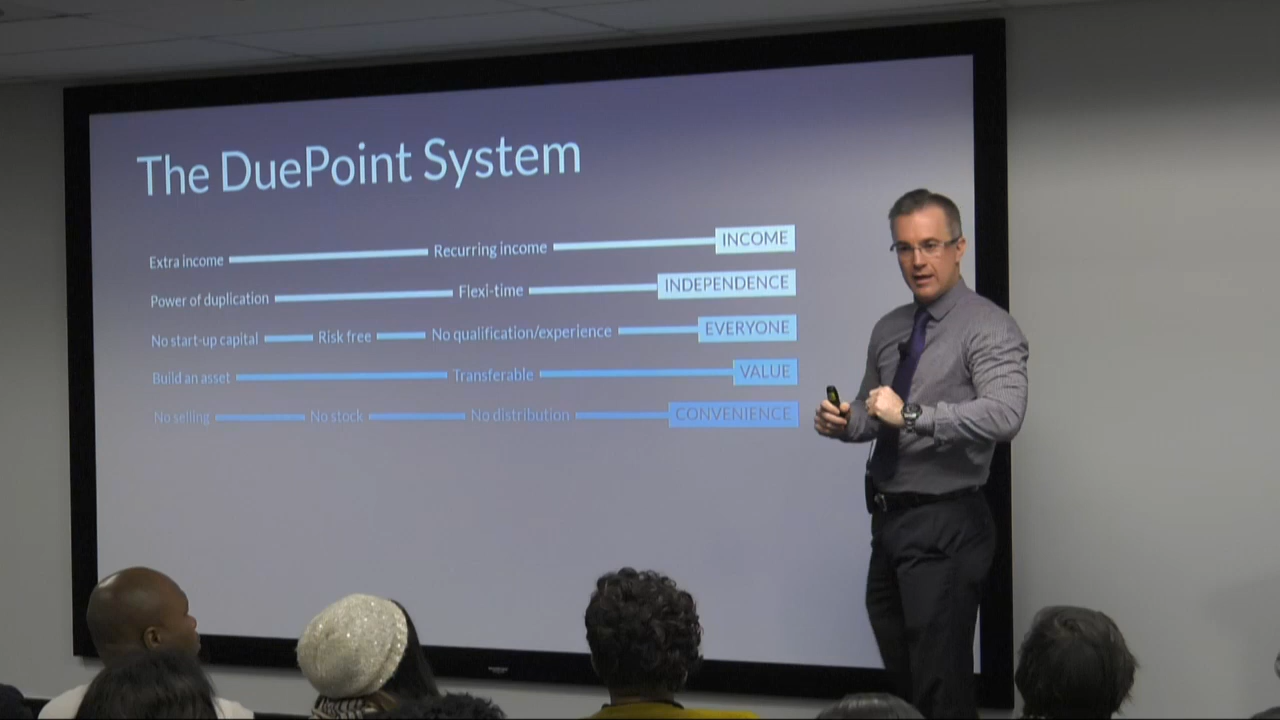 The DuePoint System
Extra income Recurring income INCOME
Power of duplication Flexi-time INDEPENDENCE
No start-up capital Risk free No qualification/experience EVERYONE
Build an asset Transferable VALUE
No selling No stock No distribution CONVENIENCE